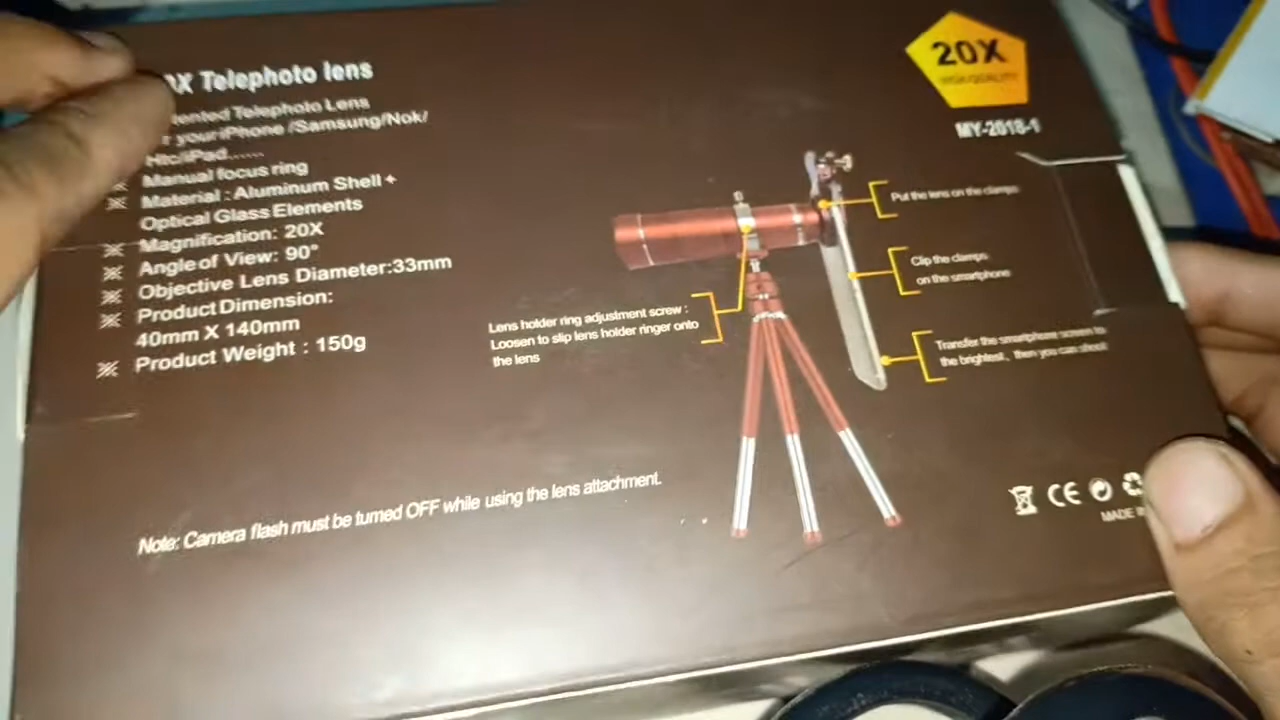 X Telephoto lens
Telephoto Lens
your iPhone /Samsung/Nok/
Htc/iPad......
※ Manual focus ring
※ Material : Aluminum Shell +
Optical Glass Elements
※ Magnification: 20X
※ Angle of View: 90°
※ Objective Lens Diameter:33mm
※ Product Dimension:
40mm X 140mm
※ Product Weight : 150g
Note: Camera flash must be turned OFF while using the lens attachment.
Lens holder ring adjustment screw :
Loosen to slip lens holder ringer onto
the lens
20X
HIGH QUALITY
MY-2018-1
Put the lens on the clamps
Clip the clamps
on the smartphone
Transfer the smartphone screen to
the brightest, then you can shoot
CE
MADE